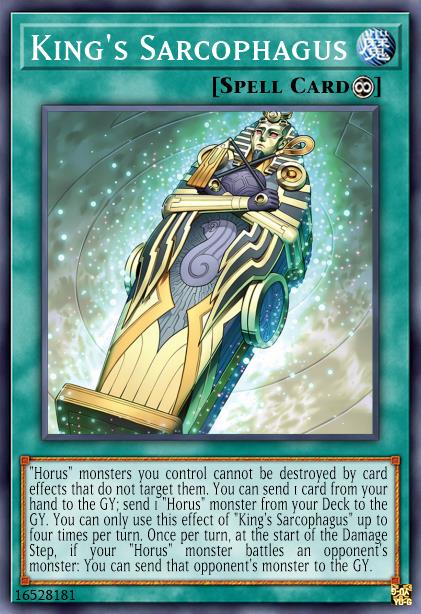 King's Sarcophagus
[Spell Card]
"Horus" monsters you control cannot be destroyed by card
effects that do not target them. You can send 1 card from your
hand to the GY; send 1 "Horus" monster from your Deck to the
GY. You can only use this effect of "King's Sarcophagus" up to
four times per turn. Once per turn, at the start of the Damage
Step, if your "Horus" monster battles an opponent's
monster: You can send that opponent's monster to the GY.
16528181